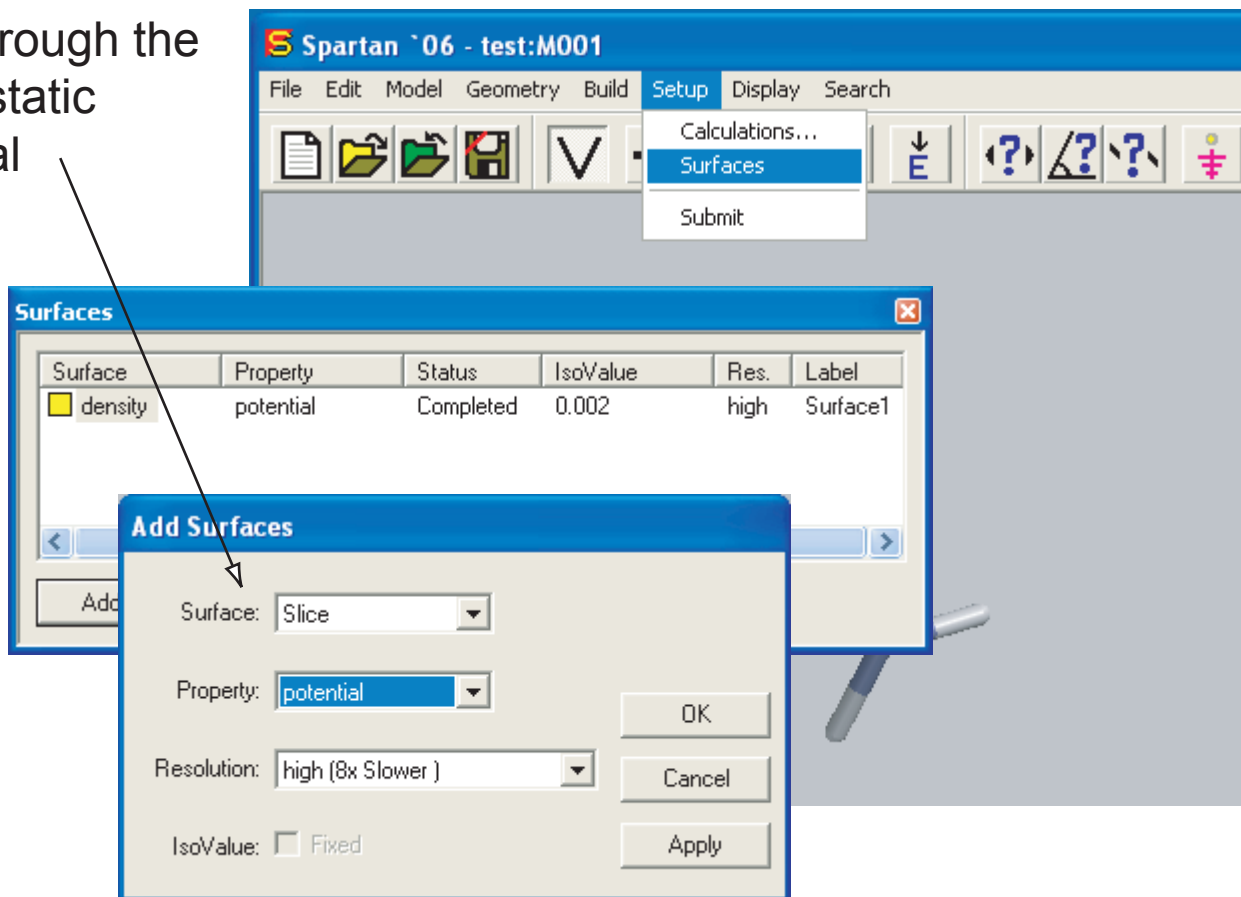 rough the
static
al
S Spartan `06 - test:M001
File Edit Model Geometry Build Setup Display Search
Calculations...
Surfaces
Submit
V E ? ? ?
Surfaces
Surface Property Status IsoValue Res. Label
density potential Completed 0.002 high Surface1
Add Surfaces
Add
Surface: Slice
Property: potential
OK
Resolution: high (8x Slower )
Cancel
IsoValue: Fixed
Apply